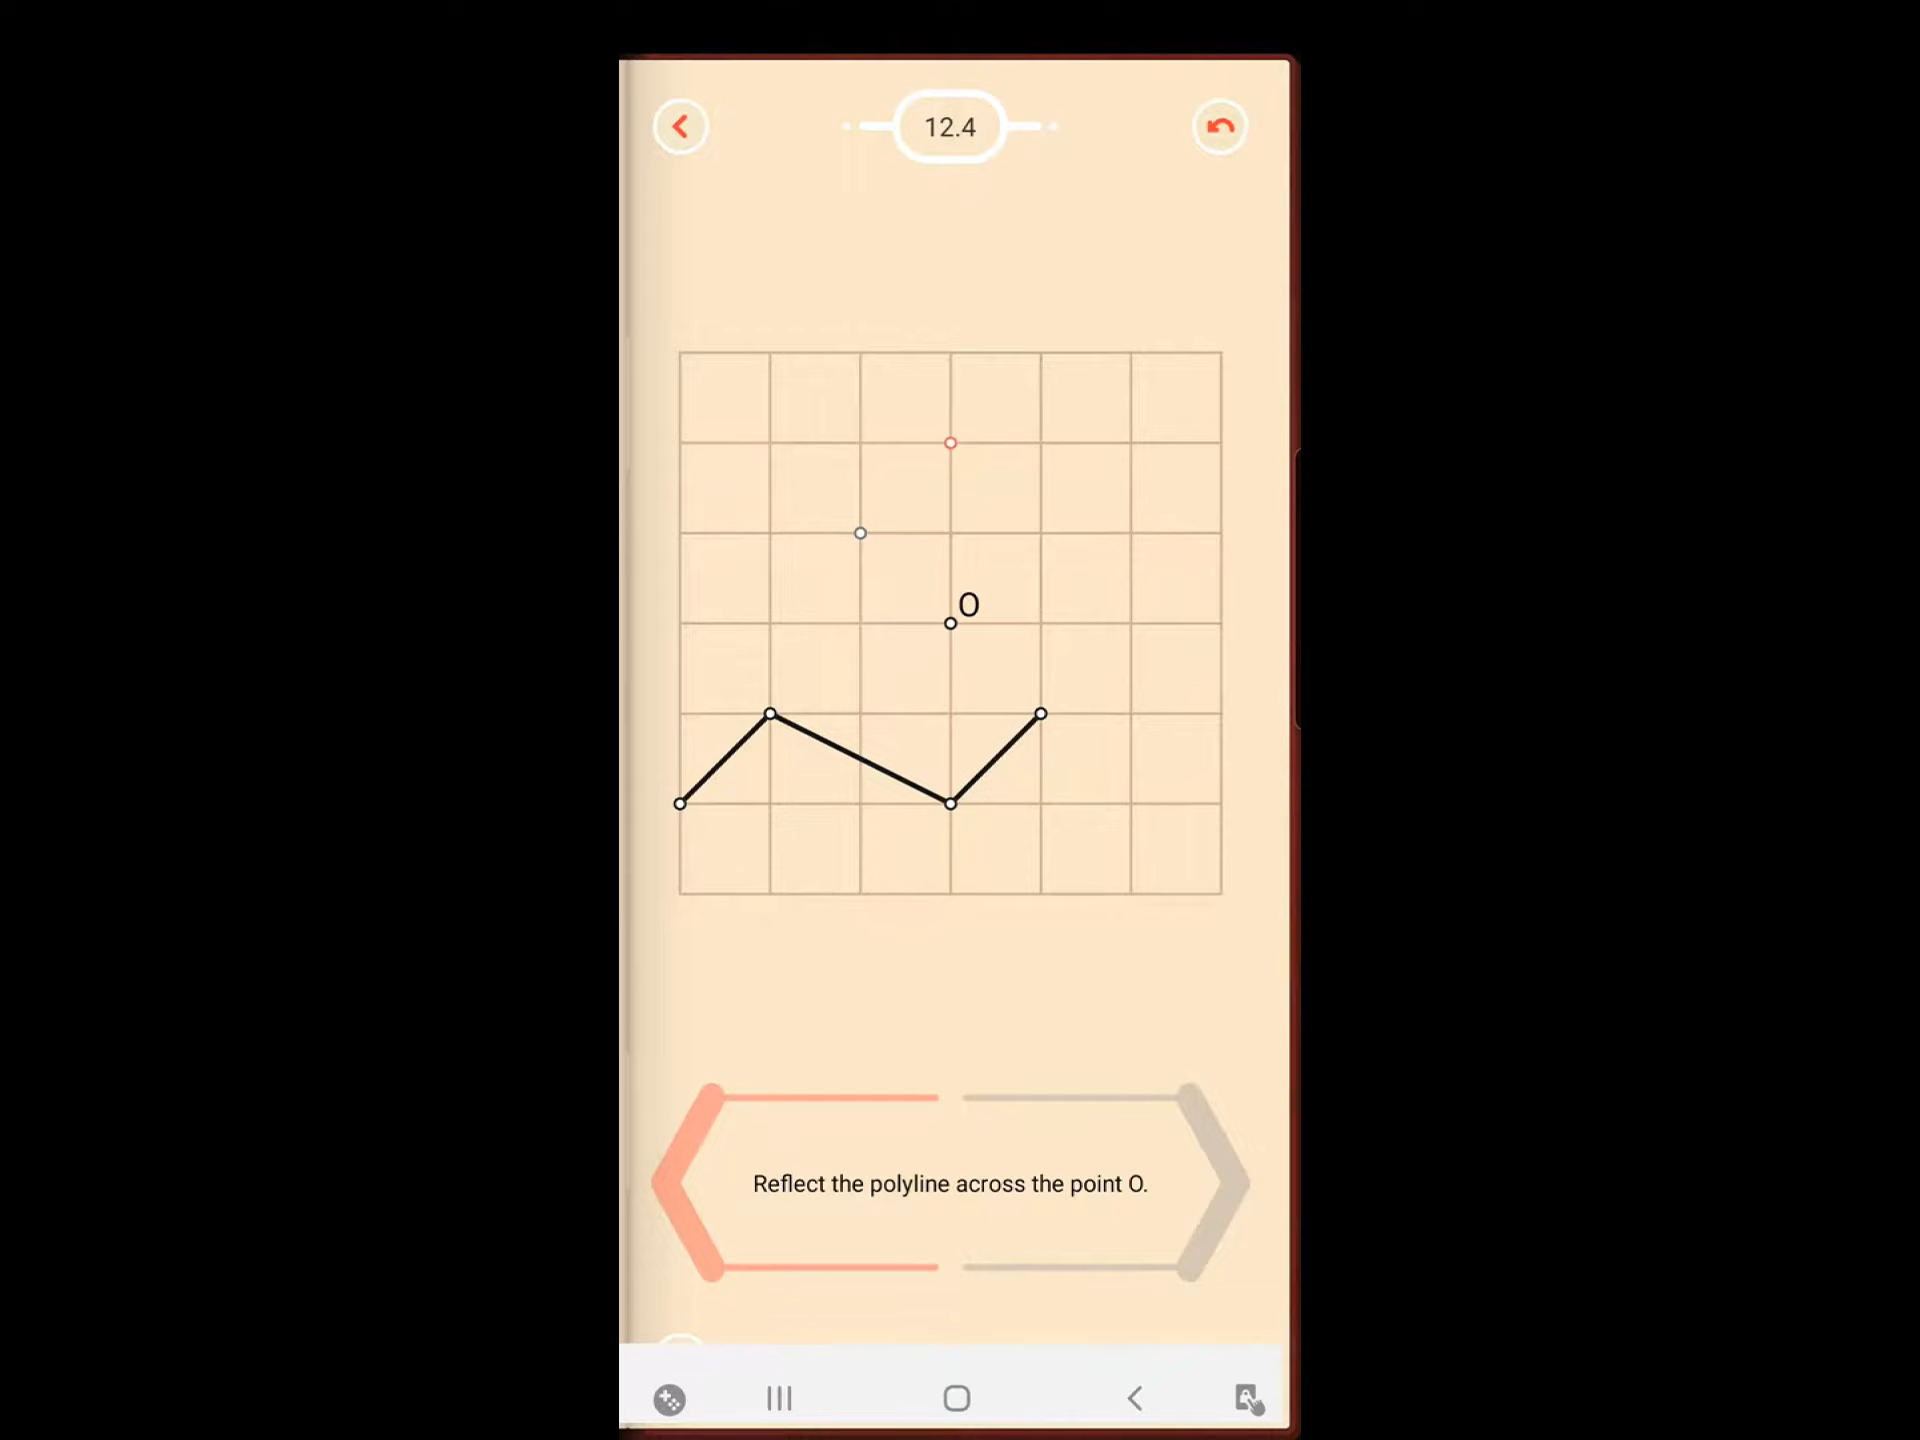 12.4
O
Reflect the polyline across the point O.